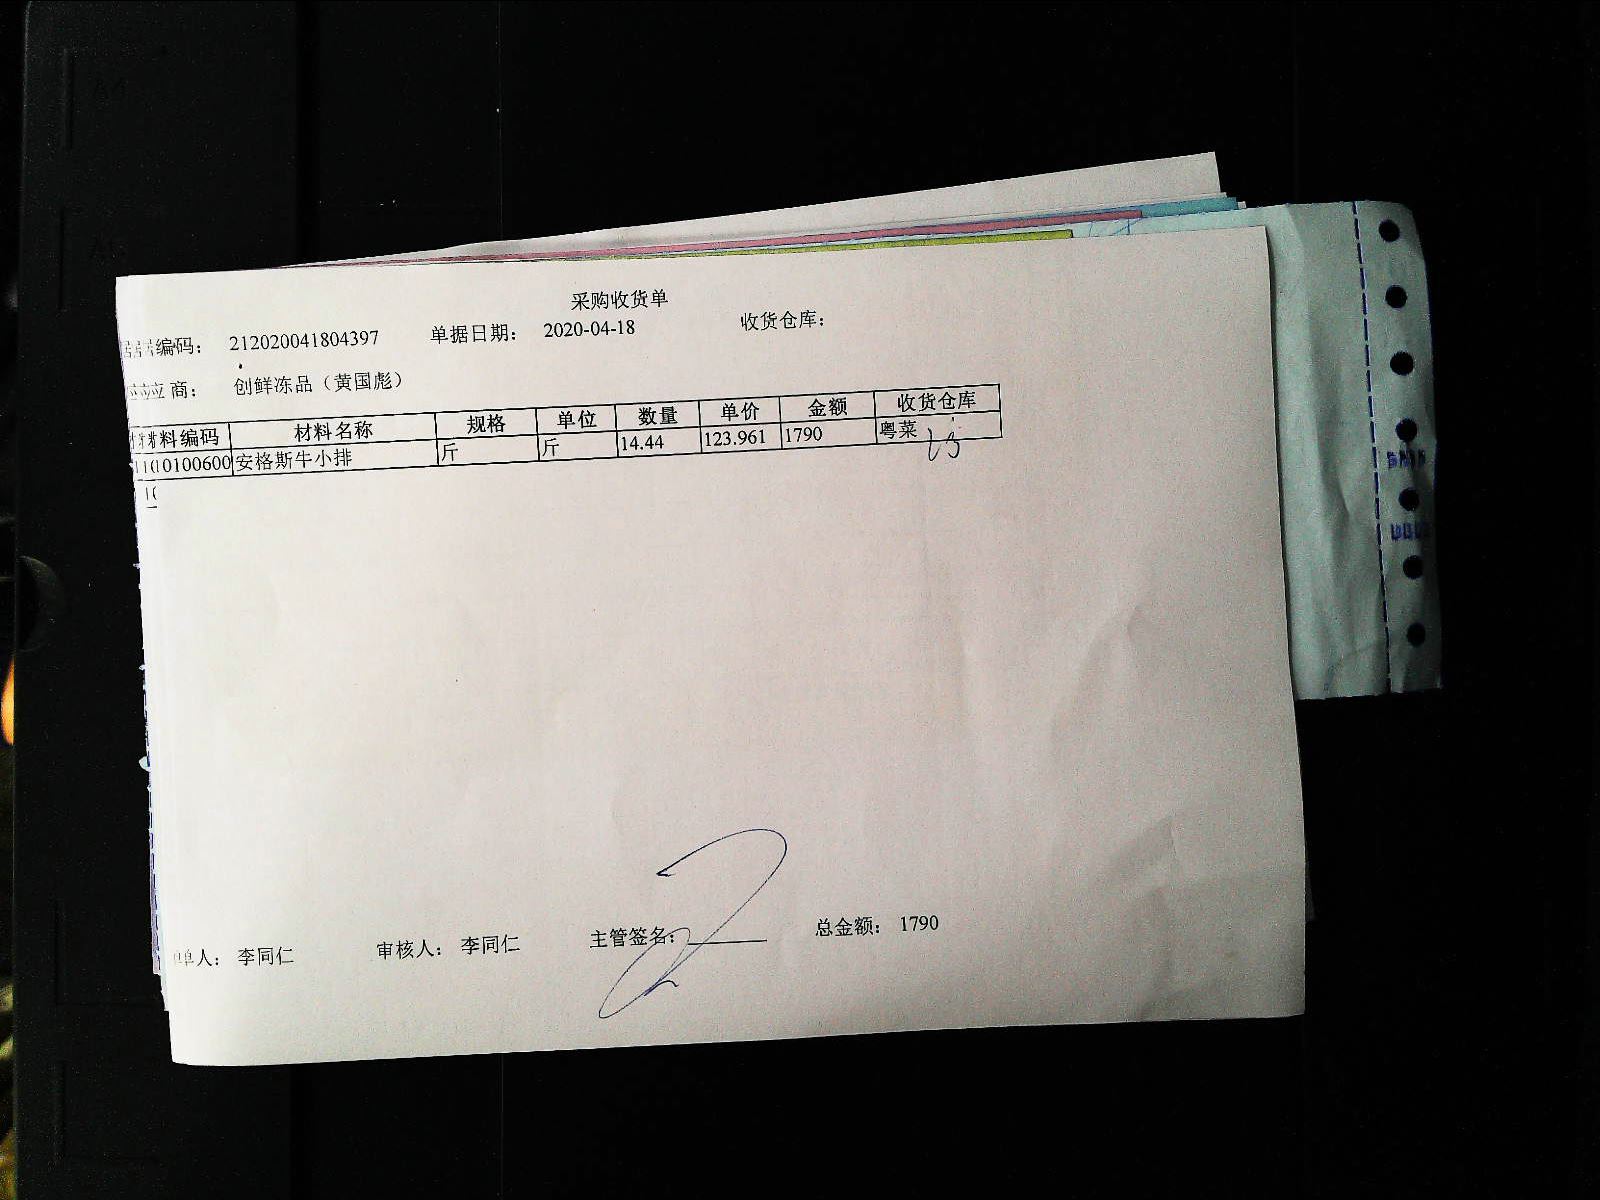 采购收货单
编码： 212020041804397 单据日期： 2020-04-18 收货仓库：
商： 创鲜冻品（黄国彪）
材料编码 材料名称 规格 单位 数量 单价 金额 收货仓库
10100600 安格斯牛小排 斤 斤 14.44 123.961 1790 粤菜
单人： 李同仁 审核人： 李同仁 主管签名： 总金额： 1790